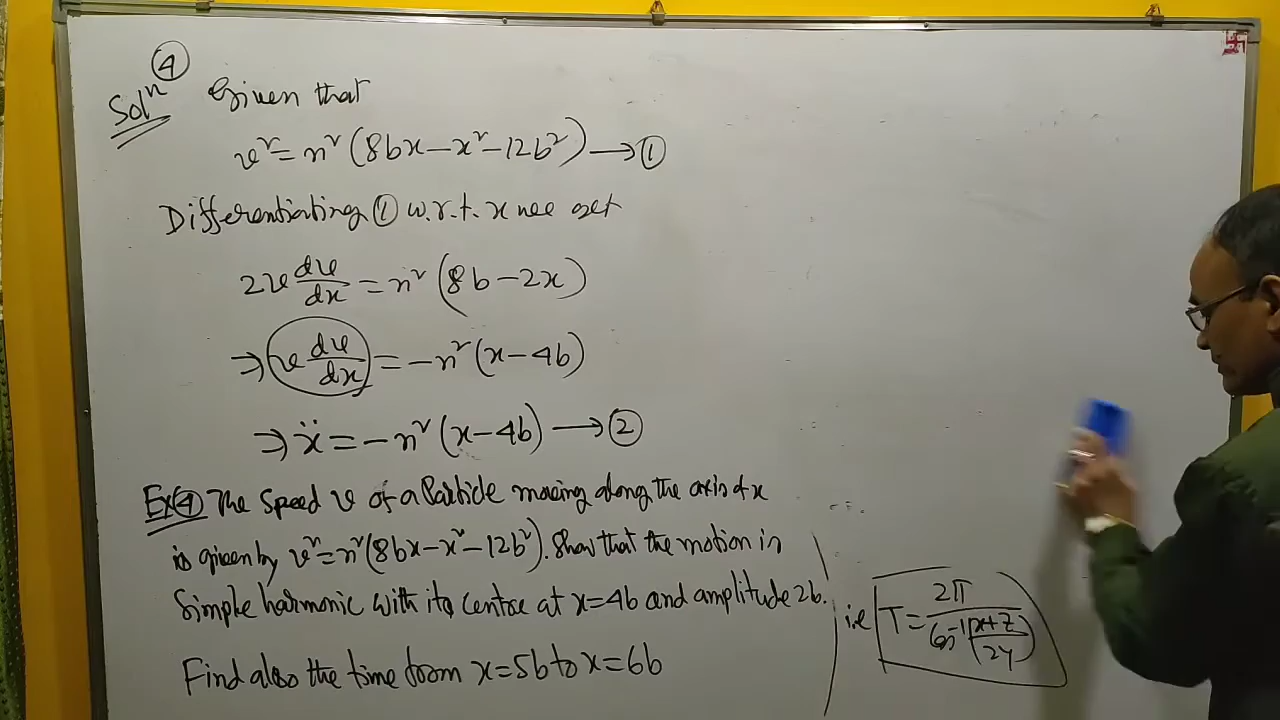 Solⁿ ④ Given that
v² = n² (8bx − x² − 12b²) → ①
Differentiating ① w.r.t. x we get
2v dv/dx = n² (8b − 2x)
⇒ v dv/dx = −n² (x − 4b)
⇒ ẍ = −n² (x − 4b) → ②
Ex④ The speed v of a Particle moving along the axis of x
is given by v² = n² (8bx − x² − 12b²). Show that the motion is
Simple harmonic with its centre at x=4b and amplitude 2b.
Find also the time from x=5b to x=6b
i.e T = 2π / cos⁻¹((x+z)/2y)